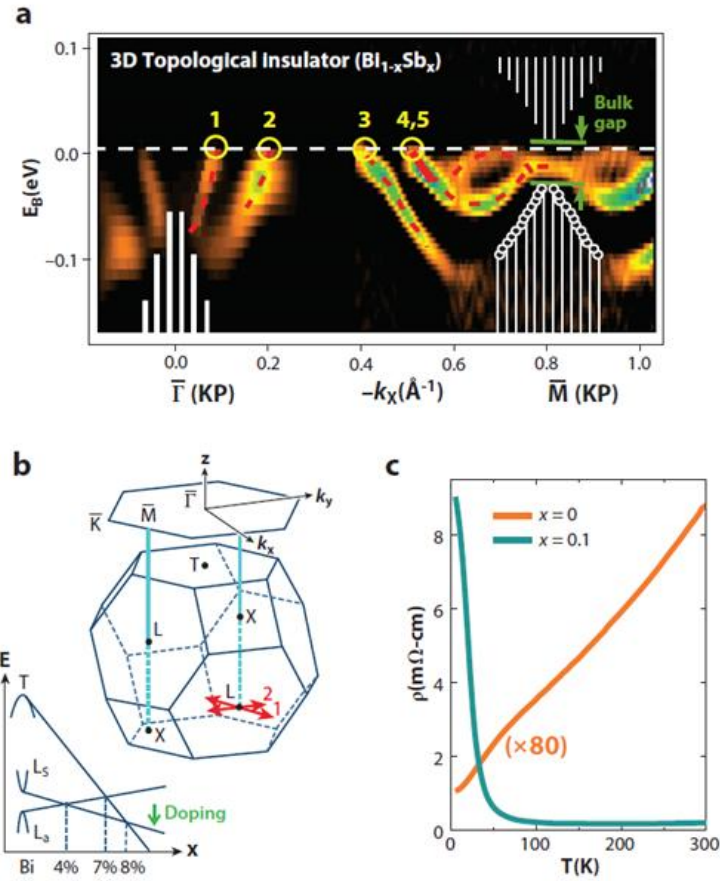 a
3D Topological insulator (Bi1-xSbx)
0.1
0.0
−0.1
EB(eV)
1
2
3
4,5
Bulk
gap
0.0
0.2
0.4
0.6
0.8
1.0
Γ̅ (KP)
−kX(Å-1)
M̅ (KP)
b
z
Γ̅
ky
K̅
M̅
kx
T
L
X
X
L
2
1
E
T
LS
La
Doping
x
Bi
4%
7%
8%
c
x = 0
x = 0.1
8
6
4
2
0
ρ(mΩ-cm)
(×80)
0
100
200
300
T(K)